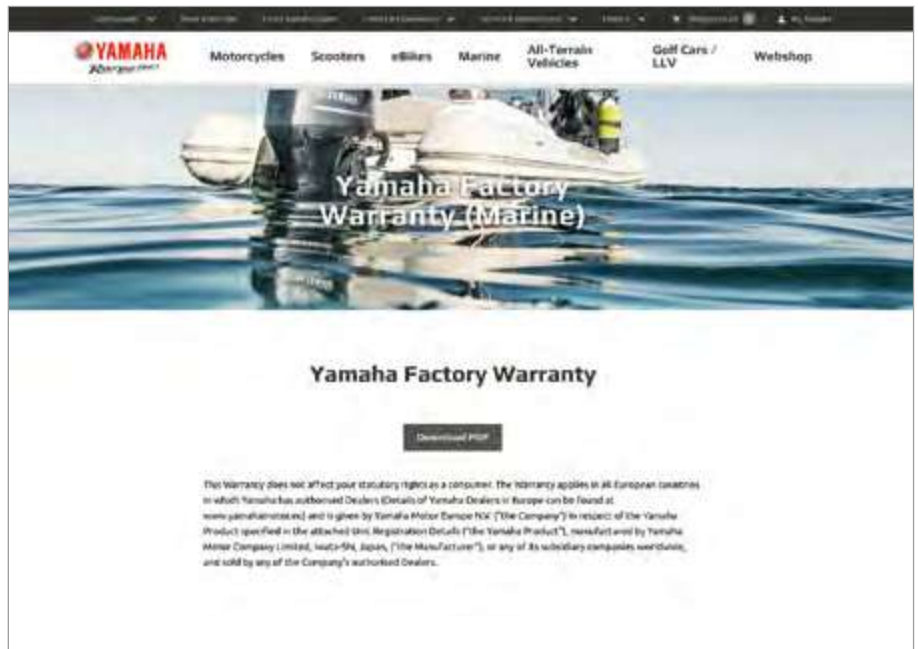 YAMAHA
Motorcycles
Scooters
eBikes
Marine
All-Terrain
Vehicles
Golf Cars /
LLV
Webshop
YAMAHA
Yamaha Factory
Warranty (Marine)
Yamaha Factory Warranty
Download PDF
This Warranty does not affect your statutory rights as a consumer. The Warranty applies in all European countries
in which Yamaha has authorised Dealers (Details of Yamaha Dealers in Europe can be found at
and is given by Yamaha Motor Europe N.V. ("the Company") in respect of the Yamaha
Product specified in the attached Unit Registration Details ("the Yamaha Product"), manufactured by Yamaha
Motor Company Limited, Iwata-Shi, Japan, ("the Manufacturer"), or any of its subsidiary companies worldwide,
and sold by any of the Company's authorised Dealers.